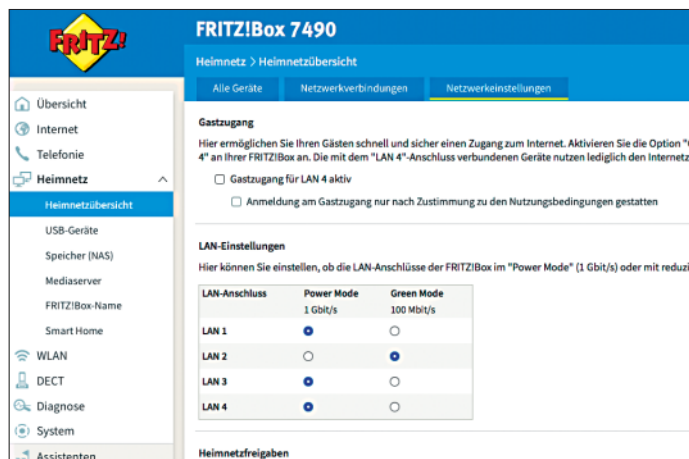 FRITZ!
FRITZ!Box 7490
Heimnetz > Heimnetzübersicht
Alle Geräte Netzwerkverbindungen Netzwerkeinstellungen
Übersicht
Internet
Telefonie
Heimnetz
Heimnetzübersicht
USB-Geräte
Speicher (NAS)
Mediaserver
FRITZ!Box-Name
Smart Home
WLAN
DECT
Diagnose
System
Assistenten
Gastzugang
Hier ermöglichen Sie Ihren Gästen schnell und sicher einen Zugang zum Internet. Aktivieren Sie die Option "
4" an Ihrer FRITZ!Box an. Die mit dem "LAN 4"-Anschluss verbundenen Geräte nutzen lediglich den Internetz
Gastzugang für LAN 4 aktiv
Anmeldung am Gastzugang nur nach Zustimmung zu den Nutzungsbedingungen gestatten
LAN-Einstellungen
Hier können Sie einstellen, ob die LAN-Anschlüsse der FRITZ!Box im "Power Mode" (1 Gbit/s) oder mit reduzi
LAN-Anschluss Power Mode Green Mode
1 Gbit/s 100 Mbit/s
LAN 1
LAN 2
LAN 3
LAN 4
Heimnetzfreigaben